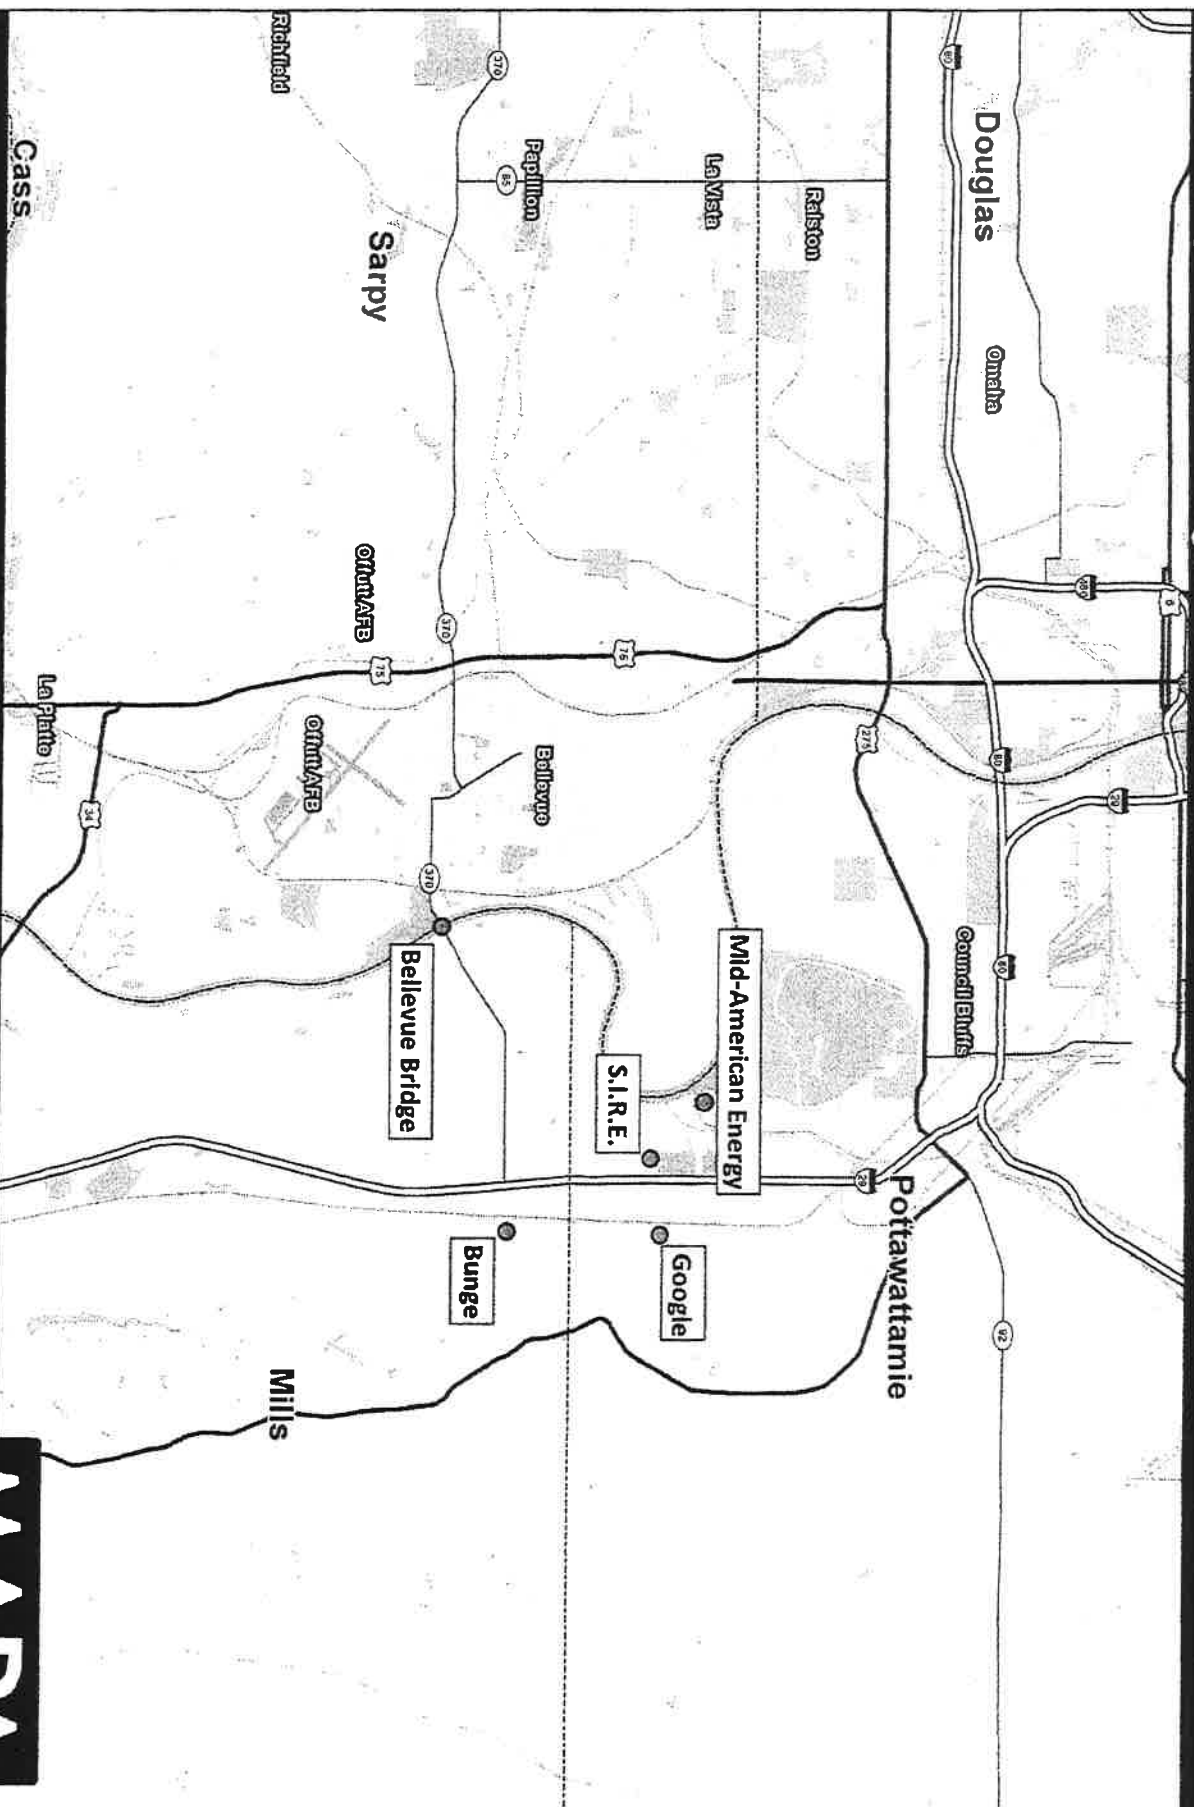 6
29
480
92
80
80
Omaha
Douglas
80
Council Bluffs
Pottawattamie
275
29
Ralston
Mid-American Energy
La Vista
Google
75
S.I.R.E.
Bellevue
Papillion
85
370
Bunge
370
370
Bellevue Bridge
Sarpy
75
Offutt AFB
Offutt AFB
Richfield
Mills
34
La Platte
Cass